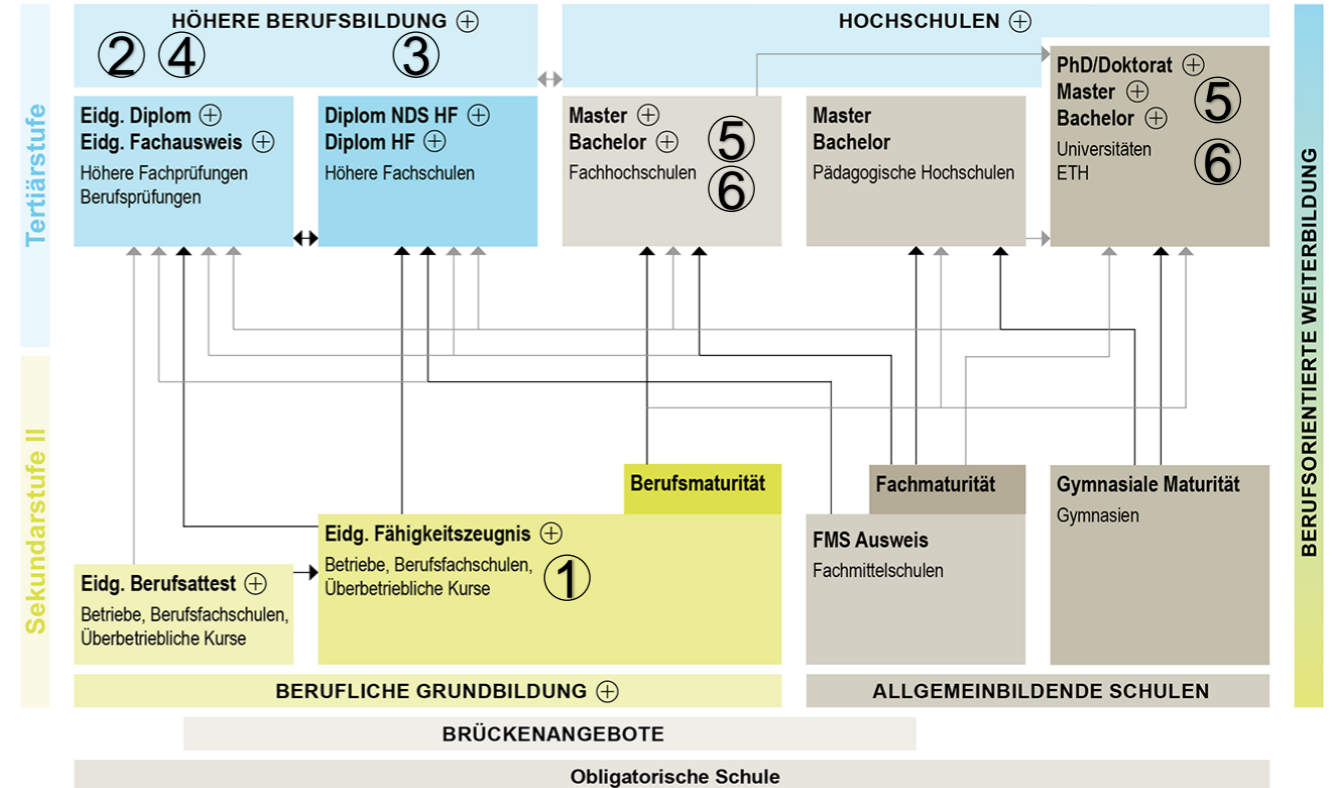 HÖHERE BERUFSBILDUNG
HOCHSCHULEN
2 4
3
Tertiärstufe
Eidg. Diplom
Eidg. Fachausweis
Höhere Fachprüfungen
Berufsprüfungen
Diplom NDS HF
Diplom HF
Höhere Fachschulen
Master
Bachelor
Fachhochschulen
5
6
Master
Bachelor
Pädagogische Hochschulen
PhD/Doktorat
Master
Bachelor
Universitäten
ETH
5
6
BERUFSORIENTIERTE WEITERBILDUNG
Sekundarstufe II
Eidg. Berufsattest
Betriebe, Berufsfachschulen,
Überbetriebliche Kurse
Berufsmaturität
Eidg. Fähigkeitszeugnis
Betriebe, Berufsfachschulen,
Überbetriebliche Kurse
1
Fachmaturität
FMS Ausweis
Fachmittelschulen
Gymnasiale Maturität
Gymnasien
BERUFLICHE GRUNDBILDUNG
ALLGEMEINBILDENDE SCHULEN
BRÜCKENANGEBOTE
Obligatorische Schule